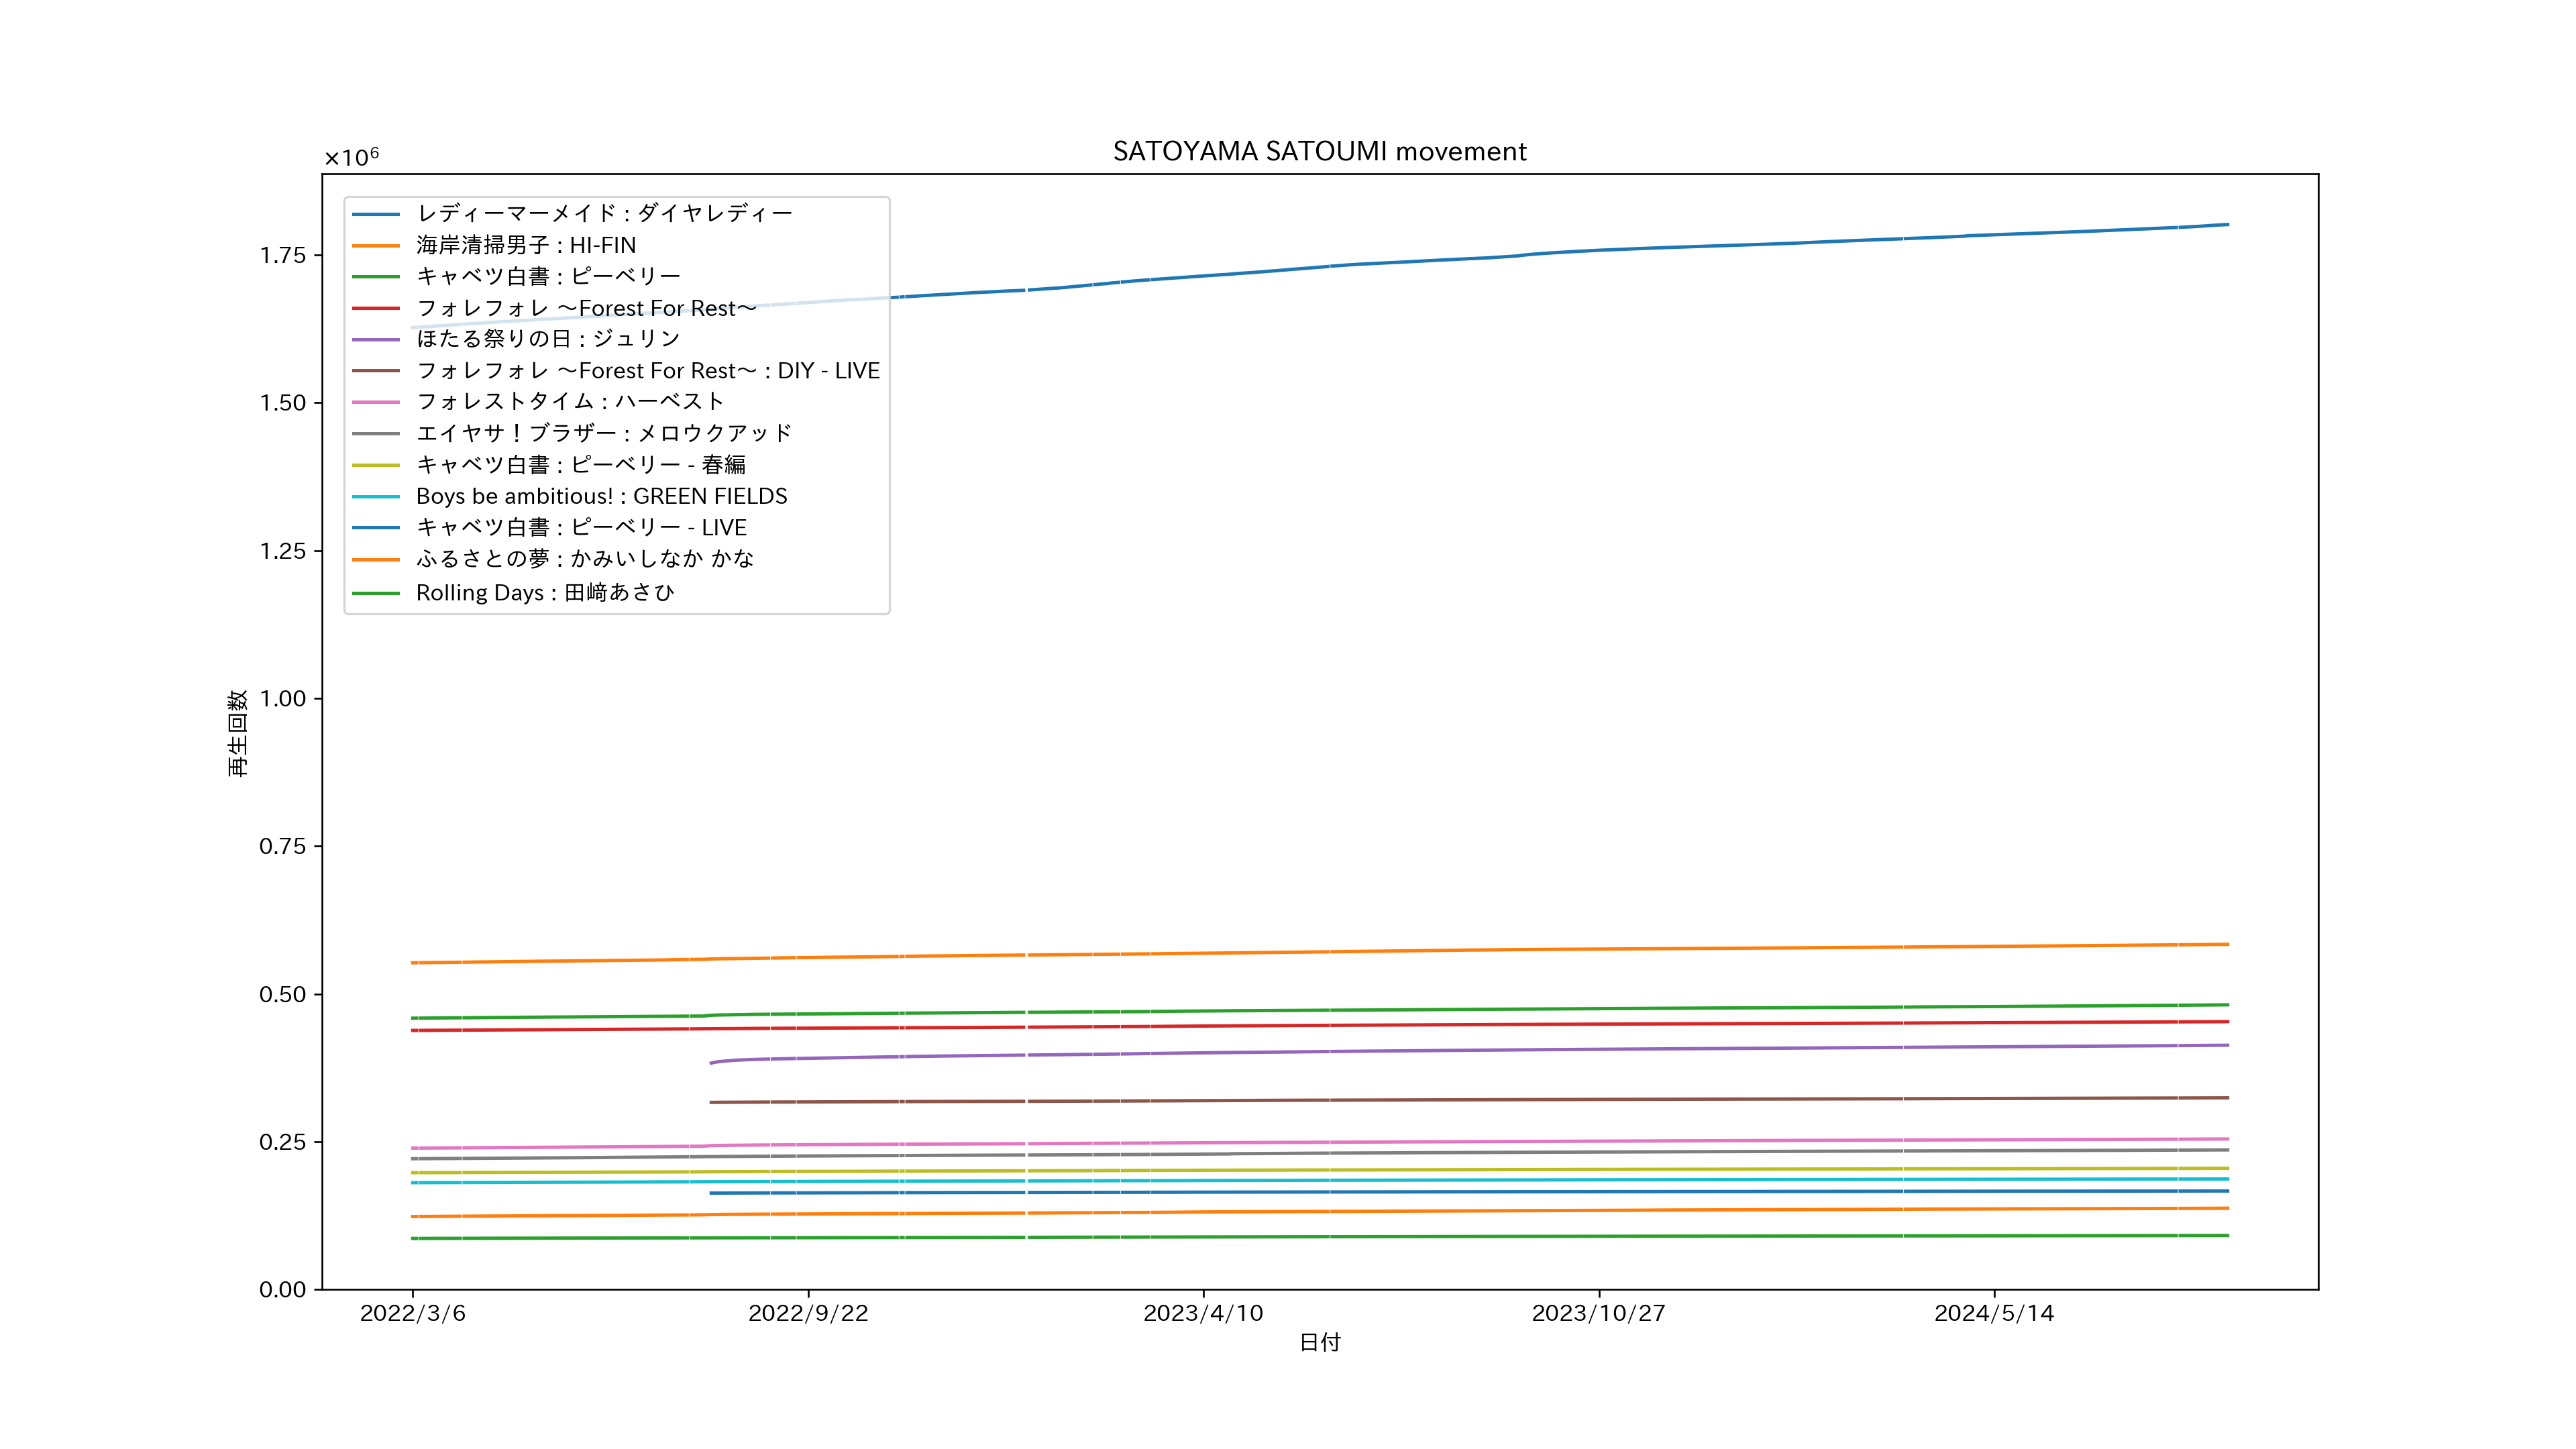 SATOYAMA SATOUMI movement
×10⁶
レディーマーメイド : ダイヤレディー
海岸清掃男子 : HI-FIN
キャベツ白書 : ピーベリー
フォレフォレ 〜Forest For Rest〜
ほたる祭りの日 : ジュリン
フォレフォレ 〜Forest For Rest〜 : DIY - LIVE
フォレストタイム : ハーベスト
エイヤサ！ブラザー : メロウクアッド
キャベツ白書 : ピーベリー - 春編
Boys be ambitious! : GREEN FIELDS
キャベツ白書 : ピーベリー - LIVE
ふるさとの夢 : かみいしなか かな
Rolling Days : 田﨑あさひ
1.75
1.50
1.25
1.00
0.75
0.50
0.25
0.00
再生回数
2022/3/6
2022/9/22
2023/4/10
2023/10/27
2024/5/14
日付